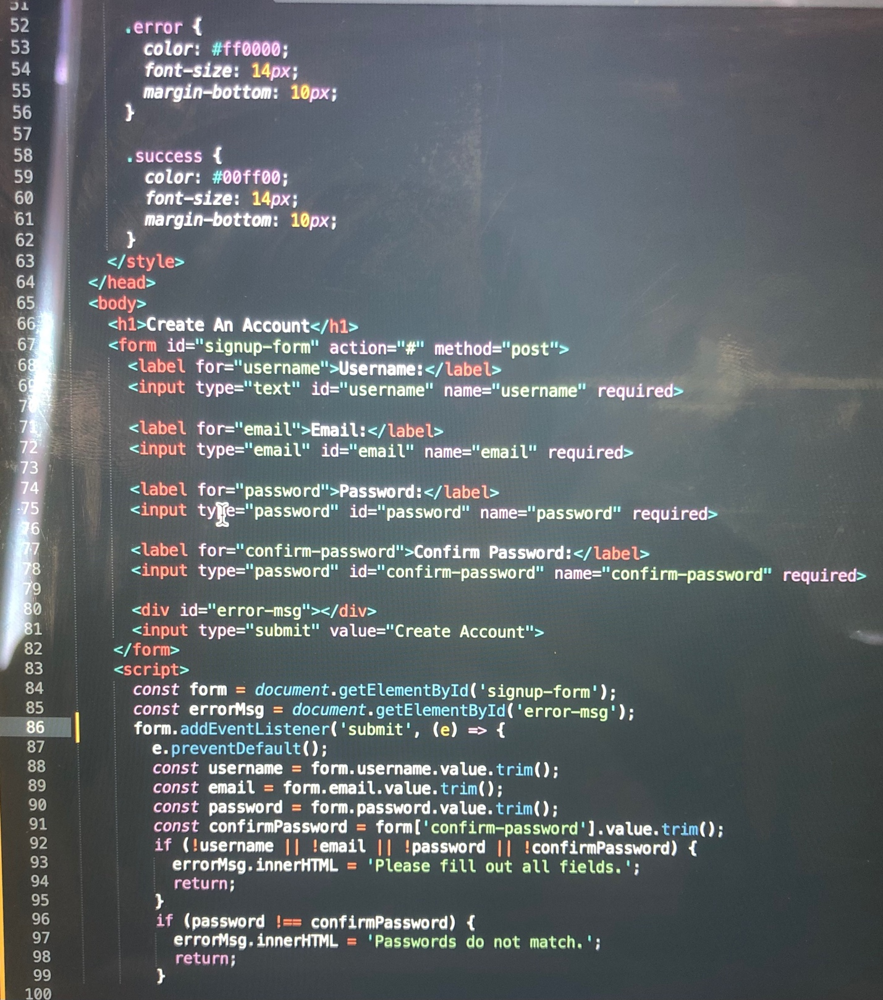 51
52 .error {
53 color: #ff0000;
54 font-size: 14px;
55 margin-bottom: 10px;
56 }
57
58 .success {
59 color: #00ff00;
60 font-size: 14px;
61 margin-bottom: 10px;
62 }
63 </style>
64 </head>
65 <body>
66 <h1>Create An Account</h1>
67 <form id="signup-form" action="#" method="post">
68 <label for="username">Username:</label>
69 <input type="text" id="username" name="username" required>
70
71 <label for="email">Email:</label>
72 <input type="email" id="email" name="email" required>
73
74 <label for="password">Password:</label>
75 <input type="password" id="password" name="password" required>
76
77 <label for="confirm-password">Confirm Password:</label>
78 <input type="password" id="confirm-password" name="confirm-password" required>
79
80 <div id="error-msg"></div>
81 <input type="submit" value="Create Account">
82 </form>
83 <script>
84 const form = document.getElementById('signup-form');
85 const errorMsg = document.getElementById('error-msg');
86 form.addEventListener('submit', (e) => {
87 e.preventDefault();
88 const username = form.username.value.trim();
89 const email = form.email.value.trim();
90 const password = form.password.value.trim();
91 const confirmPassword = form['confirm-password'].value.trim();
92 if (!username || !email || !password || !confirmPassword) {
93 errorMsg.innerHTML = 'Please fill out all fields.';
94 return;
95 }
96 if (password !== confirmPassword) {
97 errorMsg.innerHTML = 'Passwords do not match.';
98 return;
99 }
100